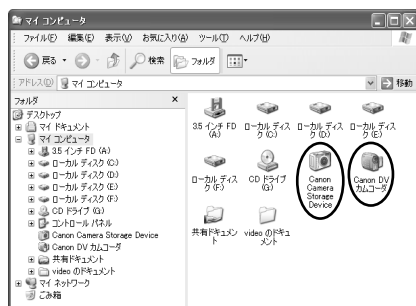 マイ コンピュータ
ファイル(F) 編集(E) 表示(V) お気に入り(A) ツール(T) ヘルプ(H)
戻る 検索 フォルダ
アドレス(D) マイ コンピュータ 移動
フォルダ ×
デスクトップ
マイ ドキュメント
マイ コンピュータ
3.5 インチ FD (A)
ローカル ディスク (C)
ローカル ディスク (D)
ローカル ディスク (E)
ローカル ディスク (F)
CD ドライブ (G)
コントロール パネル
Canon Camera Storage Device
Canon DV カムコーダ
共有ドキュメント
video のドキュメント
マイ ネットワーク
ごみ箱
3.5 インチ FD (A)
ローカル ディスク (C)
ローカル ディスク (D)
ローカル ディスク (E)
ローカル ディスク (F)
CD ドライブ (G)
Canon
Camera
Storage
Device
Canon DV
カムコーダ
共有ドキュメント
video のドキュメント